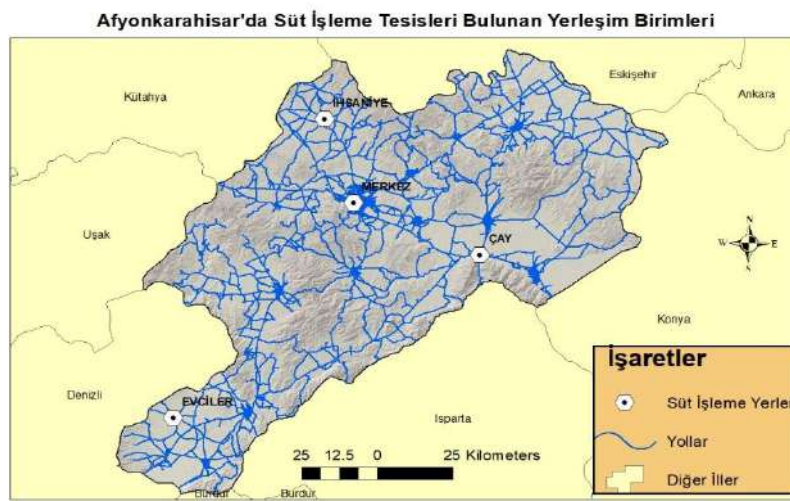 Afyonkarahisar'da Süt İşleme Tesisleri Bulunan Yerleşim Birimleri
Eskişehir
Ankara
Kütahya
İHSANİYE
MERKEZ
Uşak
ÇAY
N
W E
S
Konya
İşaretler
Denizli
EVCİLER
Süt İşleme Yerleri
Isparta
Yollar
25 12.5 0 25 Kilometers
Diğer İller
Burdur
Burdur